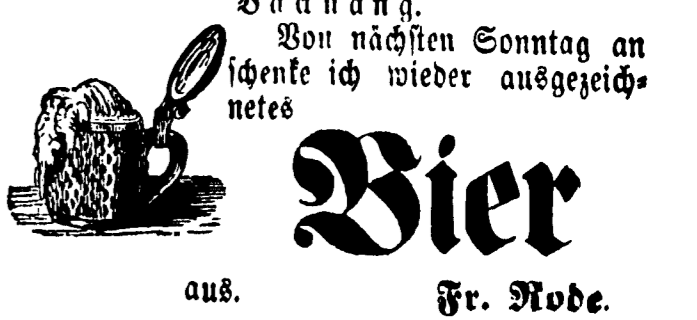 Von nächsten Sonntag an
schenke ich wieder ausgezeich-
netes
Bier
aus. Fr. Rode.